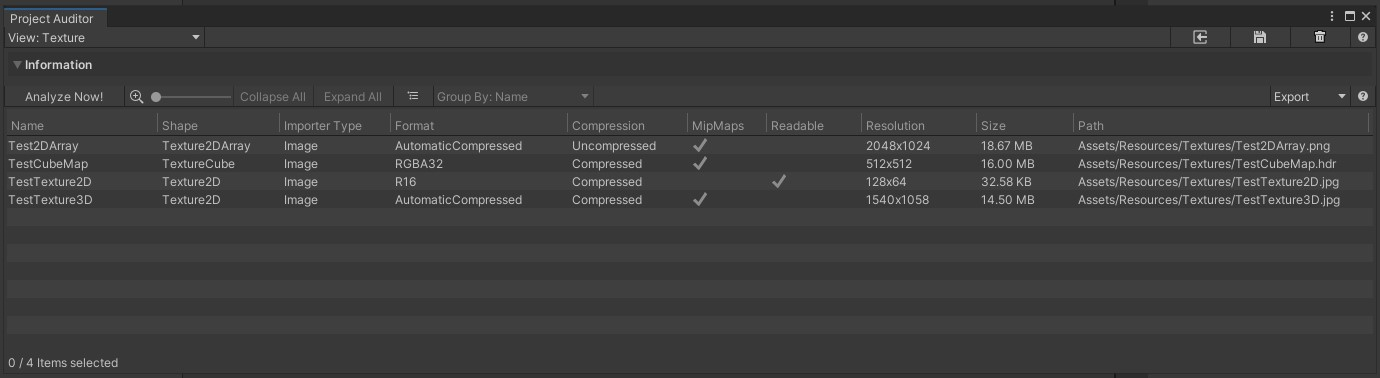 Project Auditor
View: Texture
Information
Analyze Now! Collapse All Expand All Group By: Name Export
Name Shape Importer Type Format Compression MipMaps Readable Resolution Size Path
Test2DArray Texture2DArray Image AutomaticCompressed Uncompressed ✓ 2048x1024 18.67 MB Assets/Resources/Textures/Test2DArray.png
TestCubeMap TextureCube Image RGBA32 Compressed ✓ 512x512 16.00 MB Assets/Resources/Textures/TestCubeMap.hdr
TestTexture2D Texture2D Image R16 Compressed ✓ 128x64 32.58 KB Assets/Resources/Textures/TestTexture2D.jpg
TestTexture3D Texture2D Image AutomaticCompressed Compressed ✓ 1540x1058 14.50 MB Assets/Resources/Textures/TestTexture3D.jpg
0 / 4 Items selected